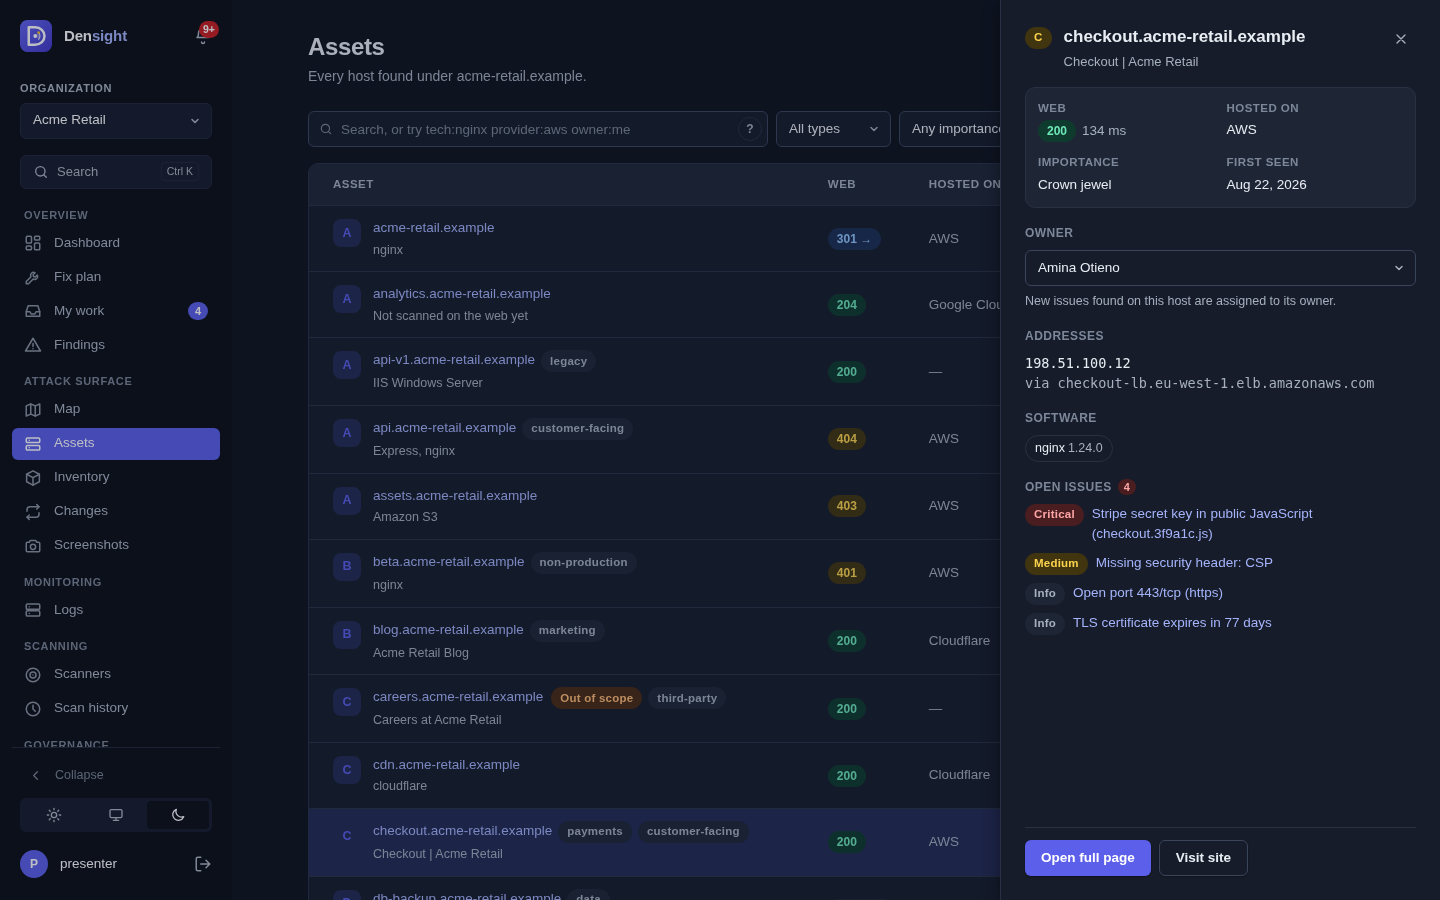 Densight
9+
ORGANIZATION
Acme Retail
Search
Ctrl K
OVERVIEW
Dashboard
Fix plan
My work
4
Findings
ATTACK SURFACE
Map
Assets
Inventory
Changes
Screenshots
MONITORING
Logs
SCANNING
Scanners
Scan history
GOVERNANCE
Collapse
P
presenter
Assets
Every host found under acme-retail.example.
Search, or try tech:nginx provider:aws owner:me
?
All types
Any importance
ASSET
WEB
HOSTED ON
A
acme-retail.example
nginx
301 →
AWS
A
analytics.acme-retail.example
Not scanned on the web yet
204
Google Clou
A
api-v1.acme-retail.example legacy
IIS Windows Server
200
—
A
api.acme-retail.example customer-facing
Express, nginx
404
AWS
A
assets.acme-retail.example
Amazon S3
403
AWS
B
beta.acme-retail.example non-production
nginx
401
AWS
B
blog.acme-retail.example marketing
Acme Retail Blog
200
Cloudflare
C
careers.acme-retail.example Out of scope third-party
Careers at Acme Retail
200
—
C
cdn.acme-retail.example
cloudflare
200
Cloudflare
C
checkout.acme-retail.example payments customer-facing
Checkout | Acme Retail
200
AWS
db-backup.acme-retail.example data
C
checkout.acme-retail.example
Checkout | Acme Retail
WEB
200 134 ms
HOSTED ON
AWS
IMPORTANCE
Crown jewel
FIRST SEEN
Aug 22, 2026
OWNER
Amina Otieno
New issues found on this host are assigned to its owner.
ADDRESSES
198.51.100.12
via checkout-lb.eu-west-1.elb.amazonaws.com
SOFTWARE
nginx 1.24.0
OPEN ISSUES 4
Critical Stripe secret key in public JavaScript
(checkout.3f9a1c.js)
Medium Missing security header: CSP
Info Open port 443/tcp (https)
Info TLS certificate expires in 77 days
Open full page
Visit site